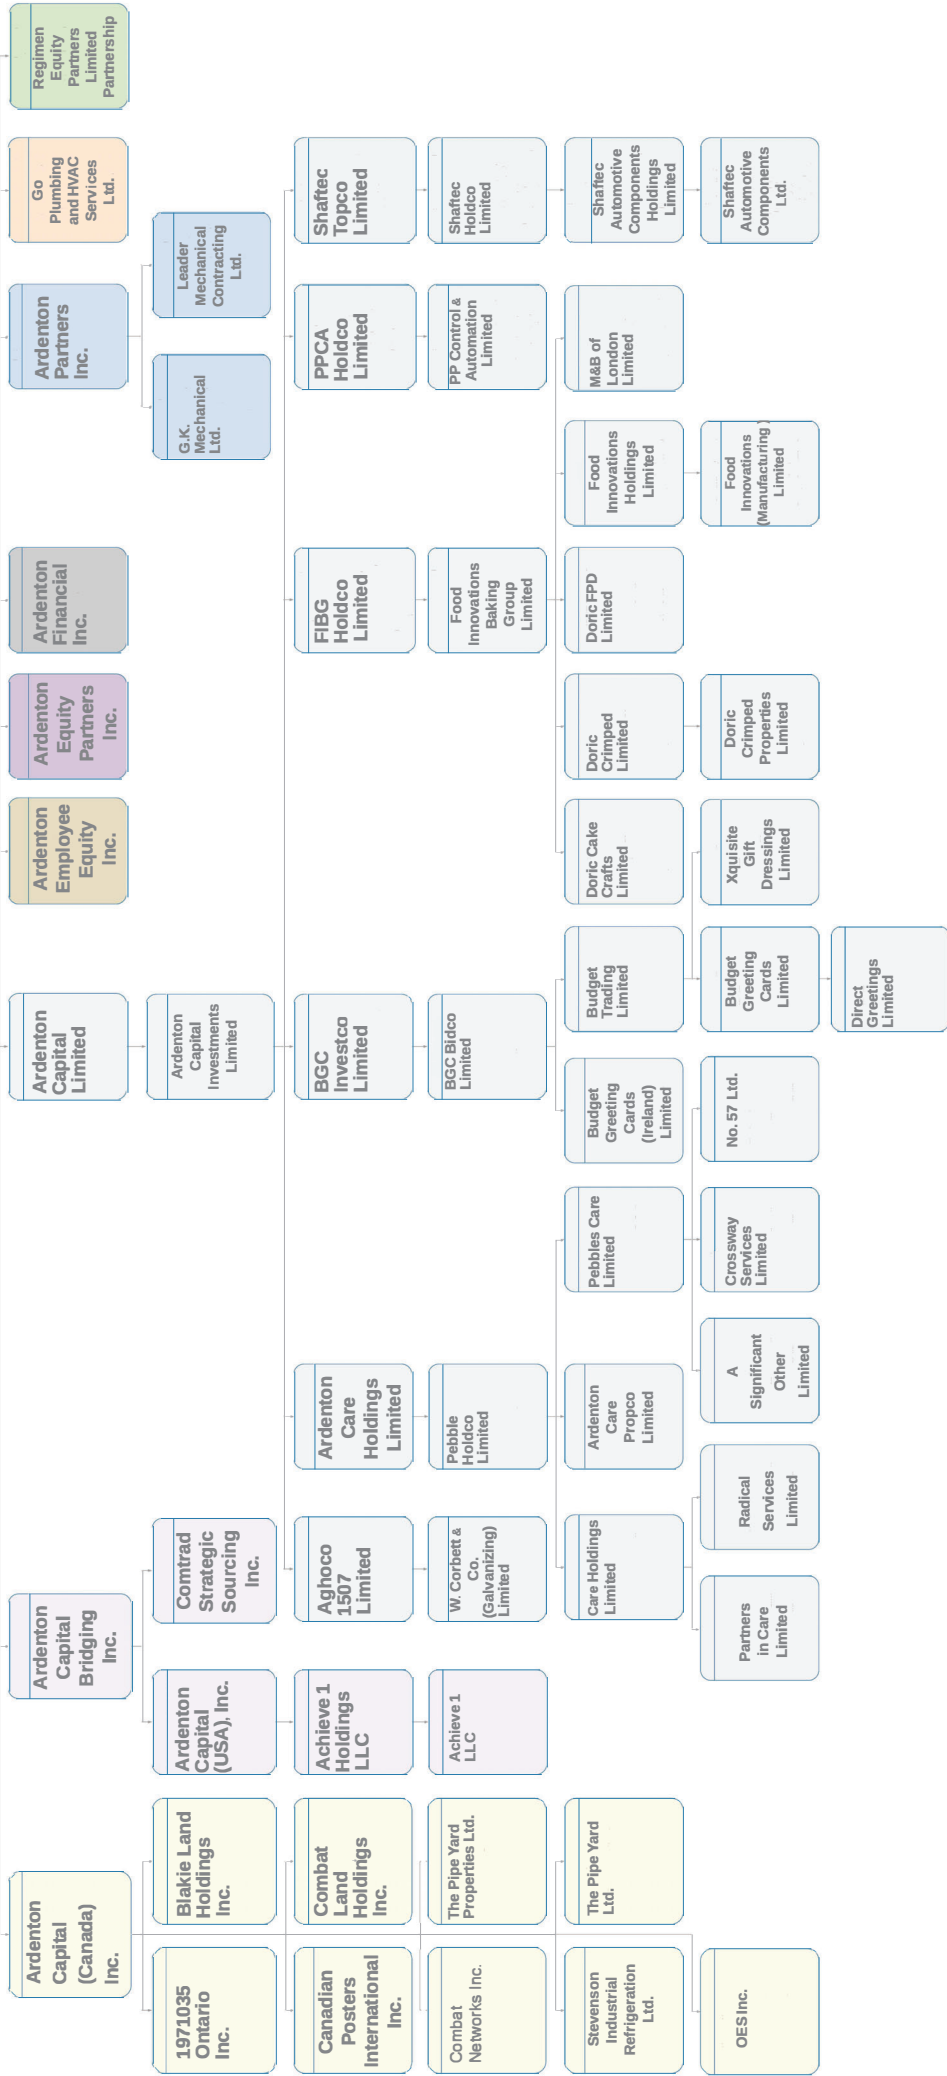 Ardenton
Capital
(Canada)
Inc.
Ardenton
Capital
Bridging
Inc.
Ardenton
Capital
Limited
Ardenton
Employee
Equity
Inc.
Ardenton
Equity
Partners
Inc.
Ardenton
Financial
Inc.
Ardenton
Partners
Inc.
Go
Plumbing
and HVAC
Services
Ltd.
Regimen
Equity
Partners
Limited
Partnership
1971035
Ontario
Inc.
Blakie Land
Holdings
Inc.
Ardenton
Capital
(USA), Inc.
Comtrad
Strategic
Sourcing
Inc.
Ardenton
Capital
Investments
Limited
G.K.
Mechanical
Ltd.
Leader
Mechanical
Contracting
Ltd.
Canadian
Posters
International
Inc.
Combat
Land
Holdings
Inc.
Achieve 1
Holdings
LLC
Aghoco
1507
Limited
Ardenton
Care
Holdings
Limited
BGC
Investco
Limited
FIBG
Holdco
Limited
PPCA
Holdco
Limited
Shaftec
Topco
Limited
Combat
Networks Inc.
The Pipe Yard
Properties Ltd.
Achieve 1
LLC
W. Corbett &
Co.
(Galvanizing)
Limited
Pebble
Holdco
Limited
BGC Bidco
Limited
Food
Innovations
Baking
Group
Limited
PP Control &
Automation
Limited
Shaftec
Holdco
Limited
Stevenson
Industrial
Refrigeration
Ltd.
The Pipe Yard
Ltd.
Care Holdings
Limited
Ardenton
Care
Propco
Limited
Pebbles Care
Limited
Budget
Greeting
Cards
(Ireland)
Limited
Budget
Trading
Limited
Doric Cake
Crafts
Limited
Doric
Crimped
Limited
Doric FPD
Limited
Food
Innovations
Holdings
Limited
M&B of
London
Limited
Shaftec
Automotive
Components
Holdings
Limited
OES Inc.
Partners
in Care
Limited
Radical
Services
Limited
A
Significant
Other
Limited
Crossway
Services
Limited
No. 57 Ltd.
Budget
Greeting
Cards
Limited
Xquisite
Gift
Dressings
Limited
Doric
Crimped
Properties
Limited
Food
Innovations
(Manufacturing )
Limited
Shaftec
Automotive
Components
Ltd.
Direct
Greetings
Limited